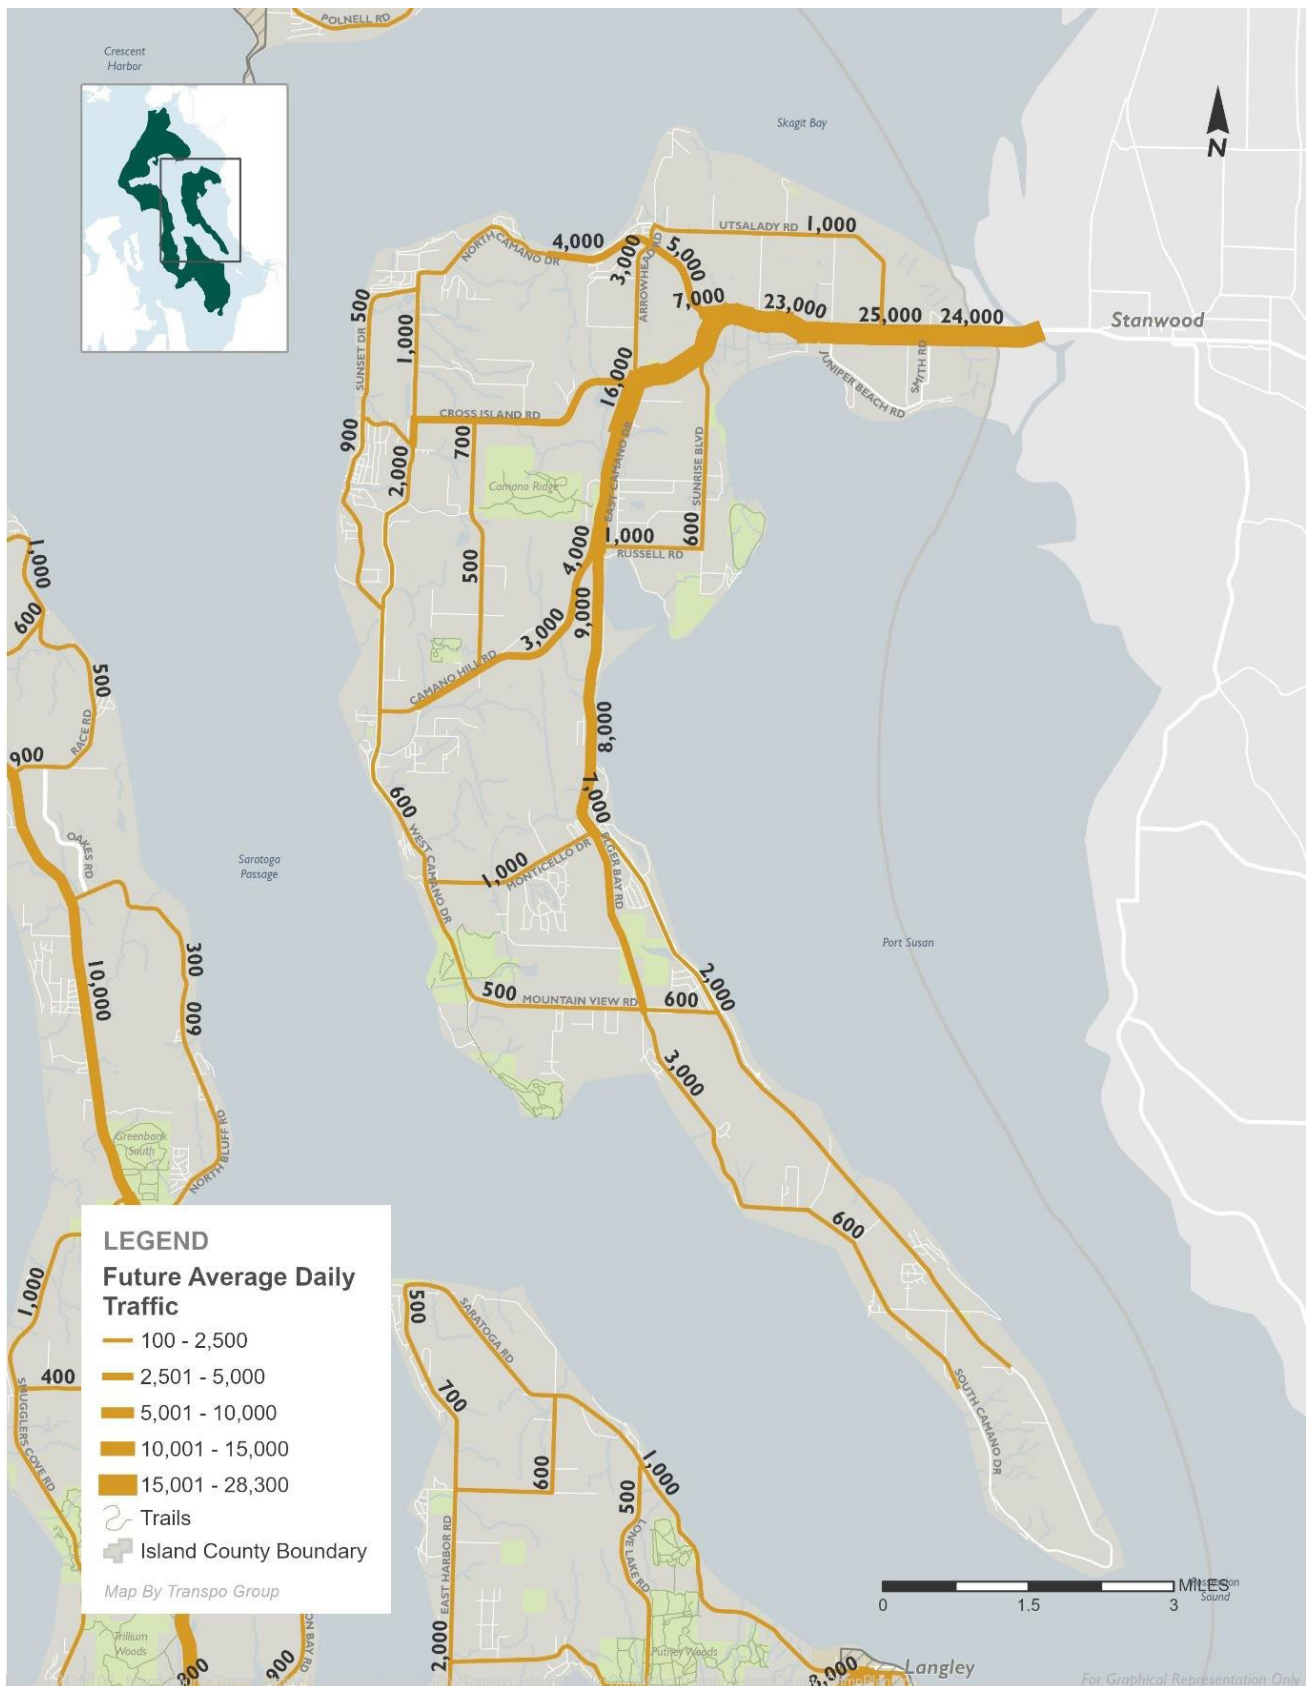 POLNELL RD
Crescent
Harbor
Skagit Bay
N
UTSALADY RD 1,000
NORTH CAMANO DR
4,000
3,000
ARROWHEAD RD
5,000
7,000
23,000
25,000
24,000
Stanwood
500
SUNSET DR
1,000
16,000
JUNIPER BEACH RD
SMITH RD
CROSS ISLAND RD
900
2,000
700
EAST CAMANO DR
SUNRISE BLVD
Camano Ridge
600
1,000
RUSSELL RD
4,000
500
9,000
3,000
CAMANO HILL RD
1,000
600
500
RACE RD
900
8,000
7,000
600
WEST CAMANO DR
1,000
MONTICELLO DR
ELGER BAY RD
OAKES RD
Saratoga
Passage
Port Susan
300
600
10,000
500
MOUNTAIN VIEW RD
600
2,000
3,000
Greenbank
South
NORTH BLUFF RD
600
SOUTH CAMANO DR
1,000
400
SMUGGLERS COVE RD
LEGEND
Future Average Daily
Traffic
100 - 2,500
2,501 - 5,000
5,001 - 10,000
10,001 - 15,000
15,001 - 28,300
Trails
Island County Boundary
Map By Transpo Group
500
SARATOGA RD
700
600
1,000
500
LONE LAKE RD
EAST HARBOR RD
2,000
MILES
0
1.5
3
Sound
Trillium
Woods
900
ON BAY RD
Putney Woods
Langley
For Graphical Representation Only